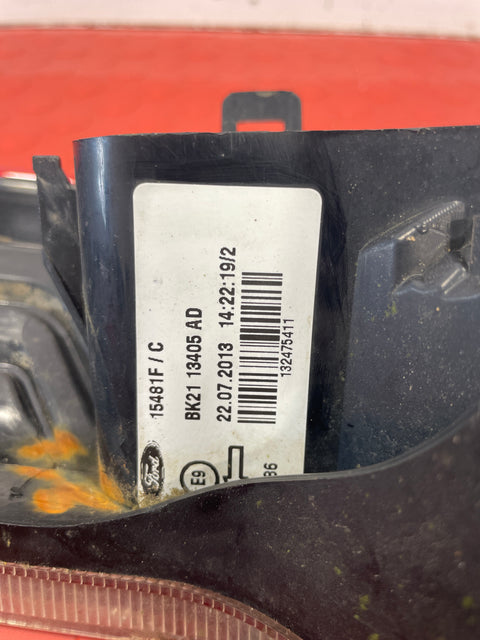 15481F / C
BK21 13405 AD
22.07.2013 14:22:19/2
132475411
Ford
E9